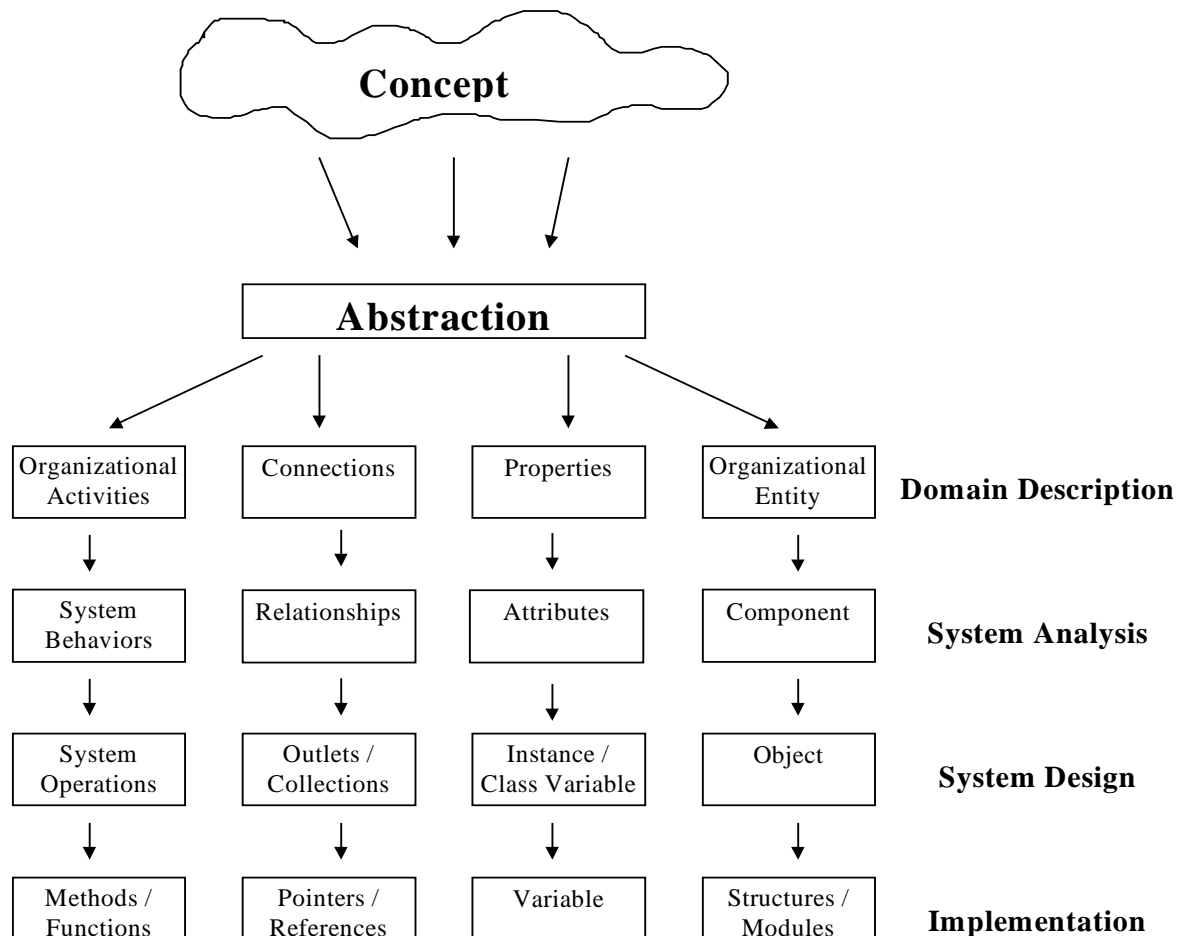 Concept
Abstraction
Organizational
Activities
Connections
Properties
Organizational
Entity
Domain Description
System
Behaviors
Relationships
Attributes
Component
System Analysis
System
Operations
Outlets /
Collections
Instance /
Class Variable
Object
System Design
Methods /
Functions
Pointers /
References
Variable
Structures /
Modules
Implementation